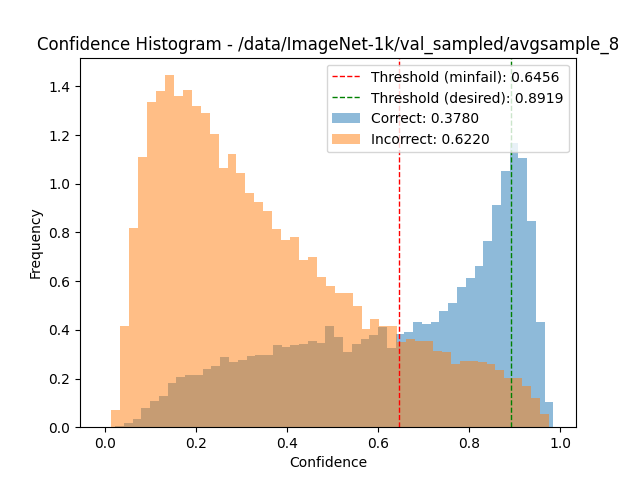 Confidence Histogram - /data/ImageNet-1k/val_sampled/avgsample_8
Threshold (minfail): 0.6456
Threshold (desired): 0.8919
Correct: 0.3780
Incorrect: 0.6220
Frequency
1.4
1.2
1.0
0.8
0.6
0.4
0.2
0.0
0.0 0.2 0.4 0.6 0.8 1.0
Confidence